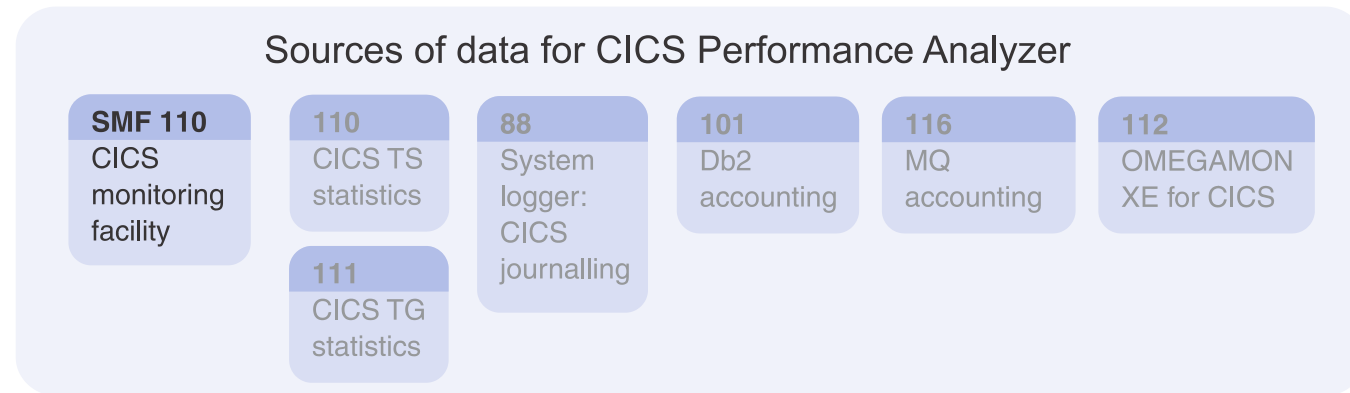 Sources of data for CICS Performance Analyzer
SMF 110
CICS
monitoring
facility
110
CICS TS
statistics
111
CICS TG
statistics
88
System
logger:
CICS
journalling
101
Db2
accounting
116
MQ
accounting
112
OMEGAMON
XE for CICS